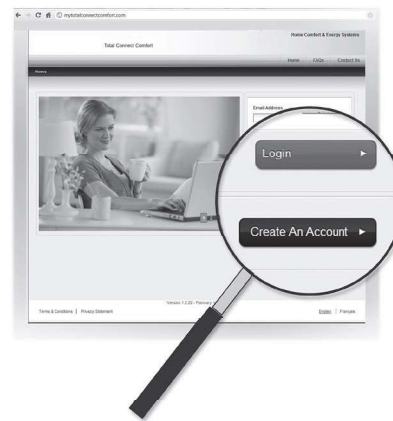 mytotalconnectcomfort.com
Home Comfort & Energy Systems
Total Connect Comfort
Home FAQs Contact Us
Home
Email Address
Login
Create An Account
Terms & Conditions | Privacy Statement
English | Français